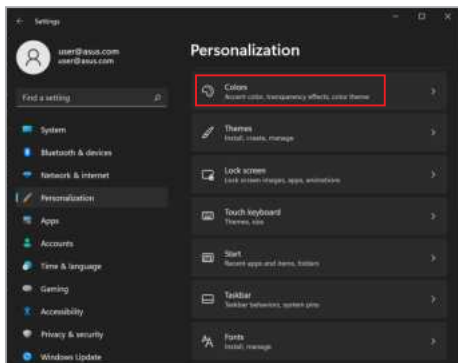 Settings
user@asus.com
user@asus.com
Find a setting
System
Bluetooth & devices
Network & internet
Personalization
Apps
Accounts
Time & language
Gaming
Accessibility
Privacy & security
Windows Update
Personalization
Colors
Accent color, transparency effects, color theme
Themes
Install, create, manage
Lock screen
Lock screen images, apps, animations
Touch keyboard
Themes, size
Start
Recent apps and items, folders
Taskbar
Taskbar behaviors, system pins
Fonts
Install, manage